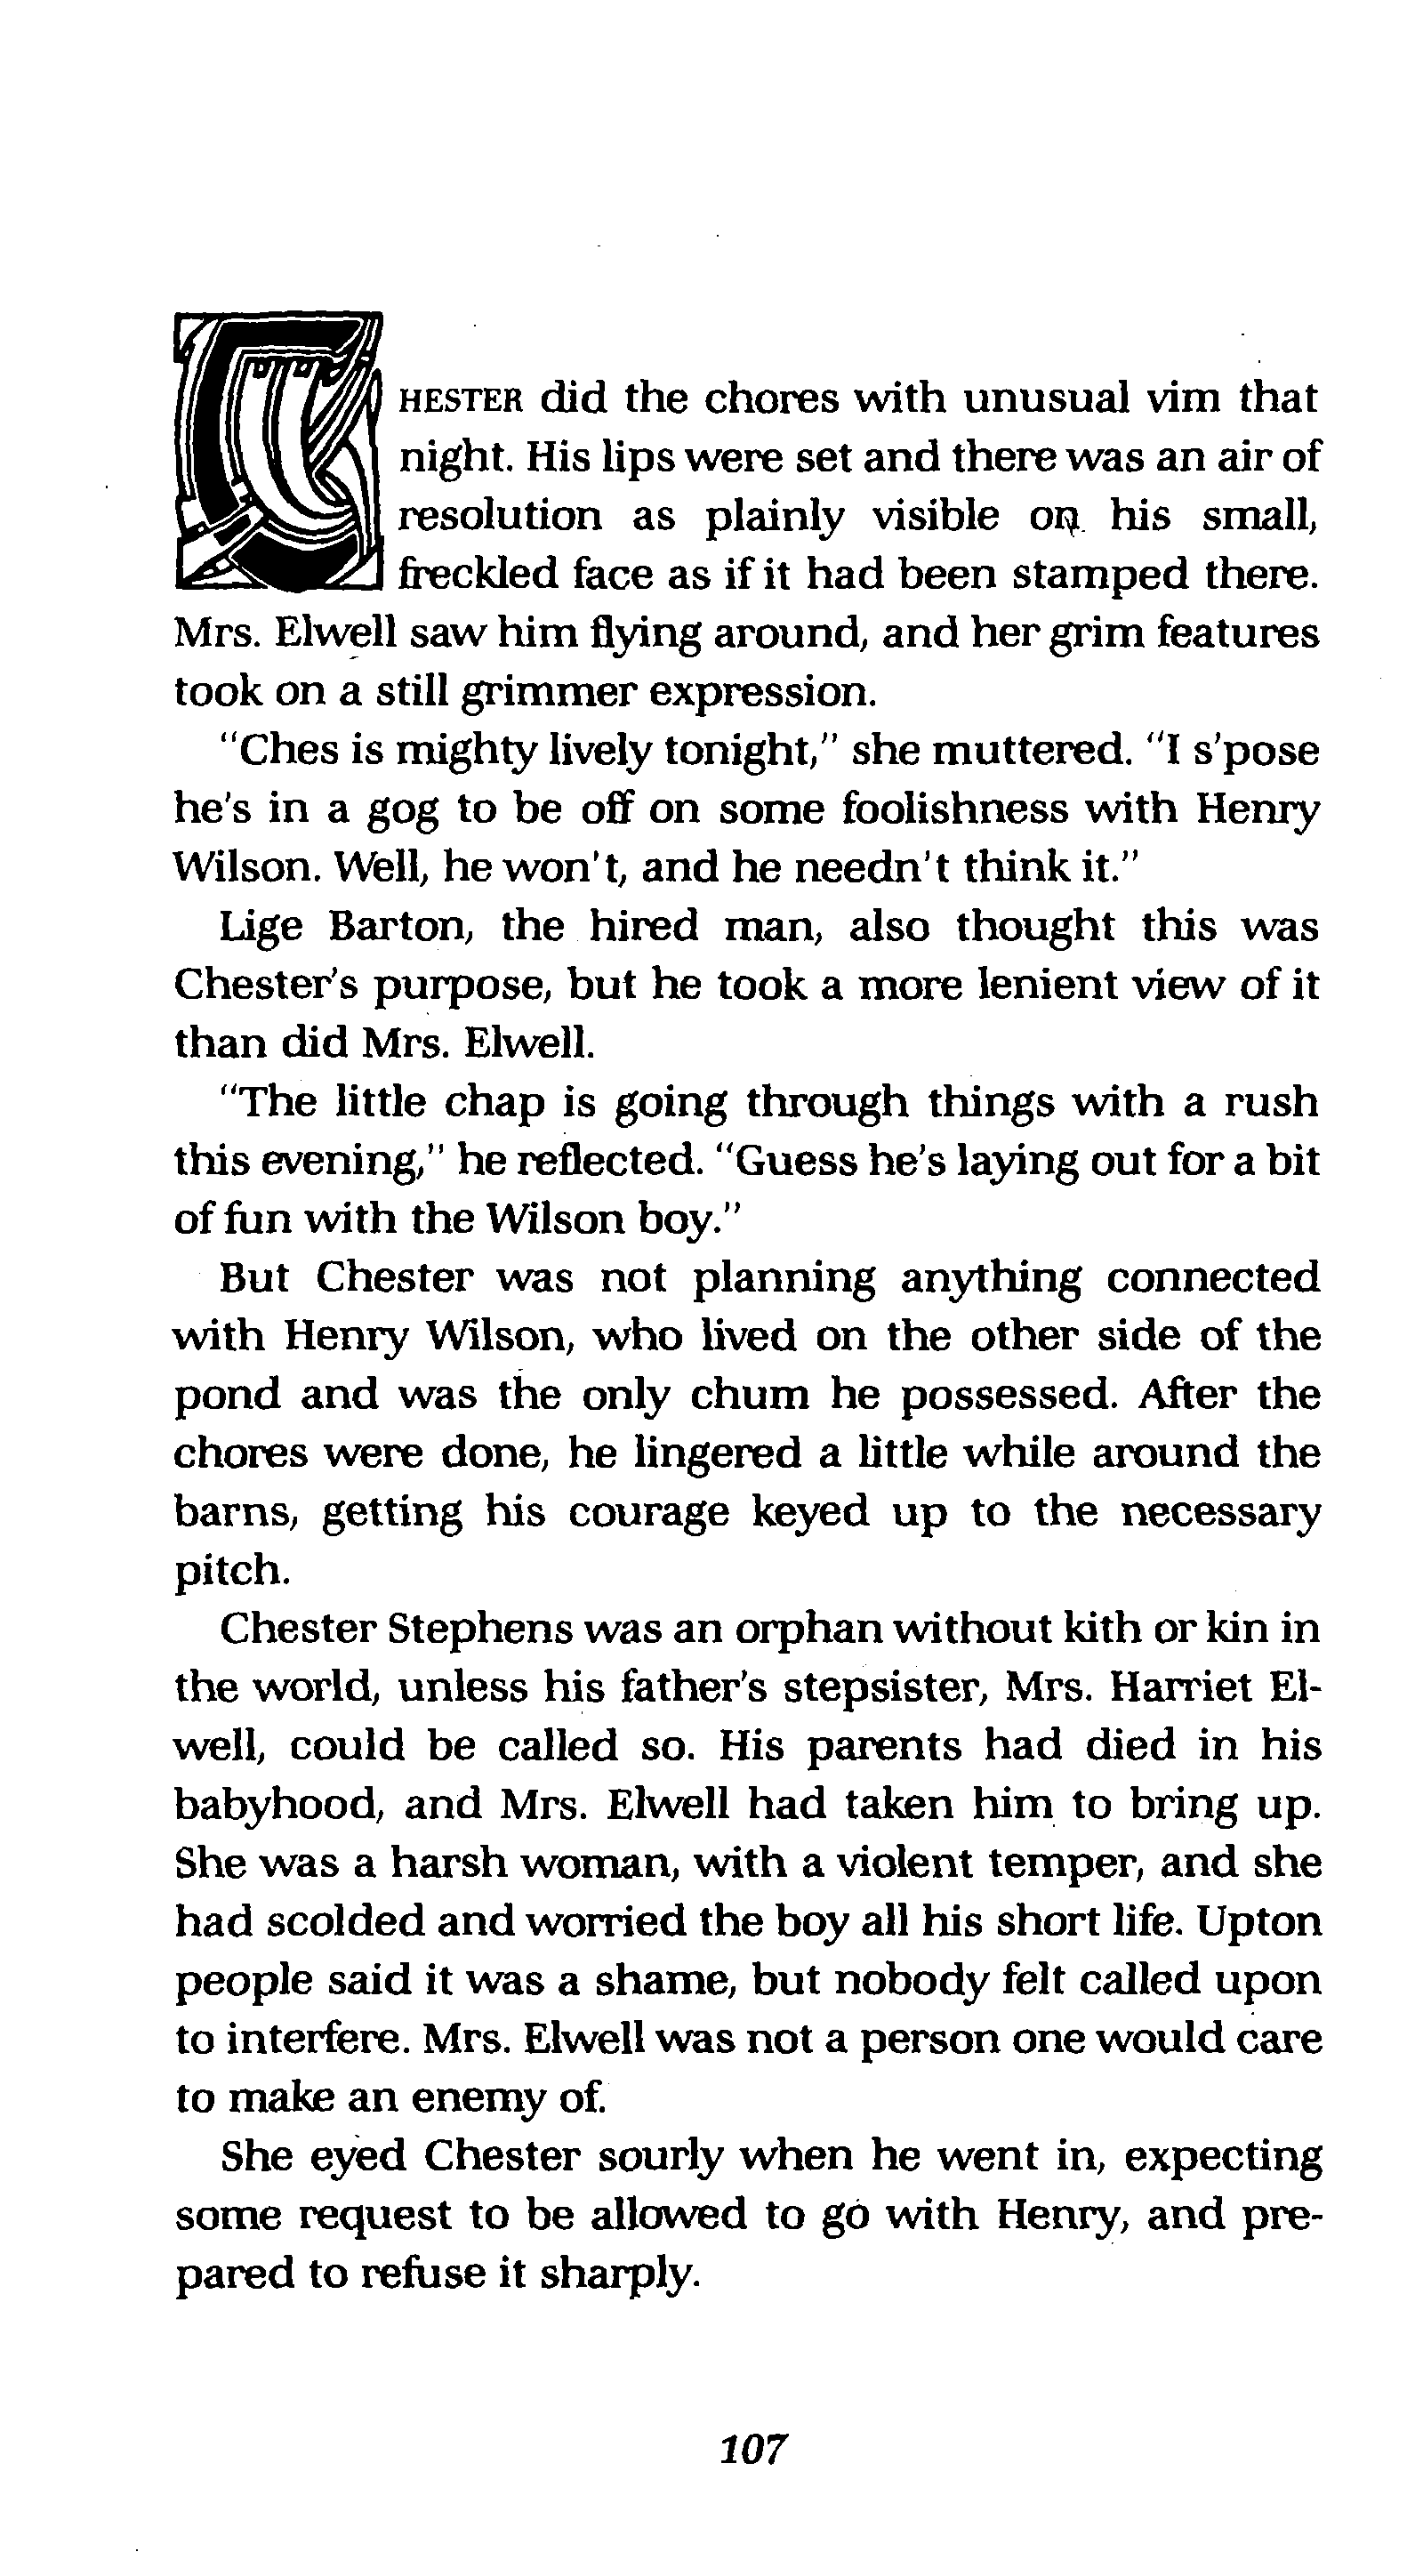 CHESTER did the chores with unusual vim that
night. His lips were set and there was an air of
resolution as plainly visible on his small,
freckled face as if it had been stamped there.
Mrs. Elwell saw him flying around, and her grim features
took on a still grimmer expression.
"Ches is mighty lively tonight," she muttered. "I s'pose
he's in a gog to be off on some foolishness with Henry
Wilson. Well, he won't, and he needn't think it."
Lige Barton, the hired man, also thought this was
Chester's purpose, but he took a more lenient view of it
than did Mrs. Elwell.
"The little chap is going through things with a rush
this evening," he reflected. "Guess he's laying out for a bit
of fun with the Wilson boy."
But Chester was not planning anything connected
with Henry Wilson, who lived on the other side of the
pond and was the only chum he possessed. After the
chores were done, he lingered a little while around the
barns, getting his courage keyed up to the necessary
pitch.
Chester Stephens was an orphan without kith or kin in
the world, unless his father's stepsister, Mrs. Harriet El-
well, could be called so. His parents had died in his
babyhood, and Mrs. Elwell had taken him to bring up.
She was a harsh woman, with a violent temper, and she
had scolded and worried the boy all his short life. Upton
people said it was a shame, but nobody felt called upon
to interfere. Mrs. Elwell was not a person one would care
to make an enemy of.
She eyed Chester sourly when he went in, expecting
some request to be allowed to go with Henry, and pre-
pared to refuse it sharply.
107